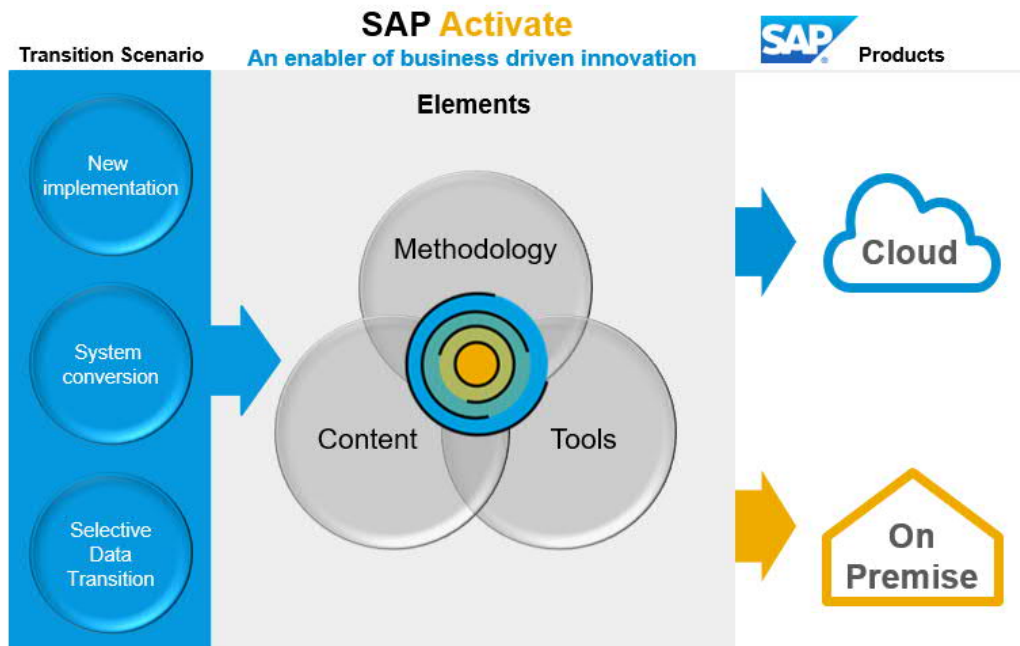 SAP Activate
Transition Scenario
An enabler of business driven innovation
SAP®
Products
Elements
New
implementation
System
conversion
Selective
Data
Transition
Methodology
Content
Tools
Cloud
On
Premise